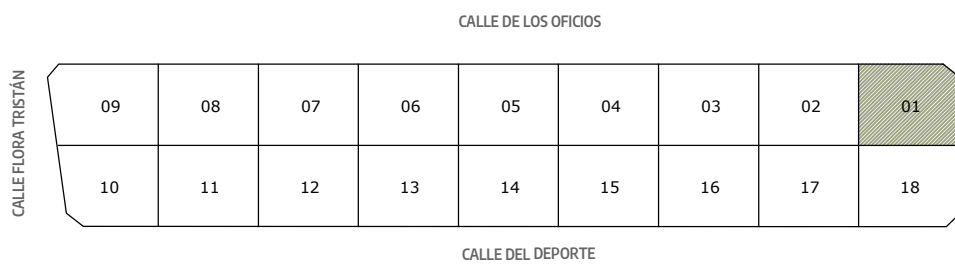 CALLE DE LOS OFICIOS
CALLE FLORA TRISTÁN
09 08 07 06 05 04 03 02 01
10 11 12 13 14 15 16 17 18
CALLE DEL DEPORTE